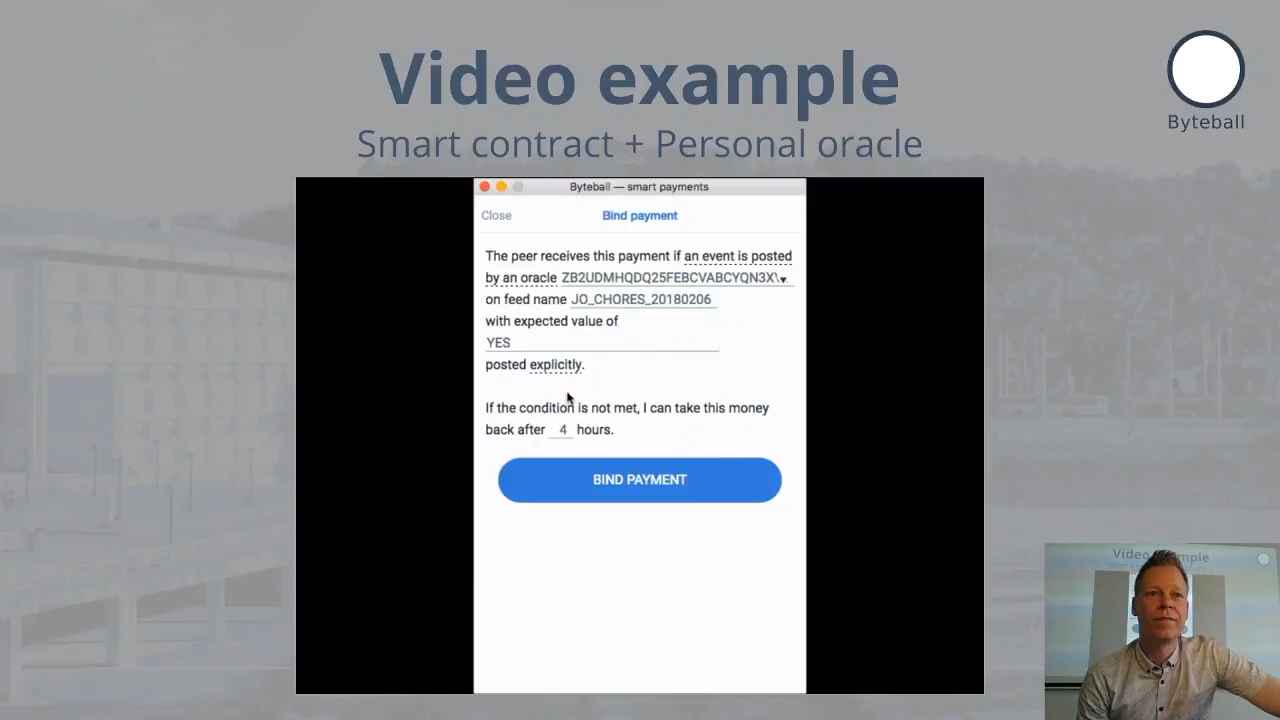 Video example
Smart contract + Personal oracle
Byteball
Byteball — smart payments
Close
Bind payment
The peer receives this payment if an event is posted
by an oracle ZB2UDMHQDQ25FEBCVABCYQN3X
on feed name JO_CHORES_20180206
with expected value of
YES
posted explicitly.
If the condition is not met, I can take this money
back after 4 hours.
BIND PAYMENT
Video example